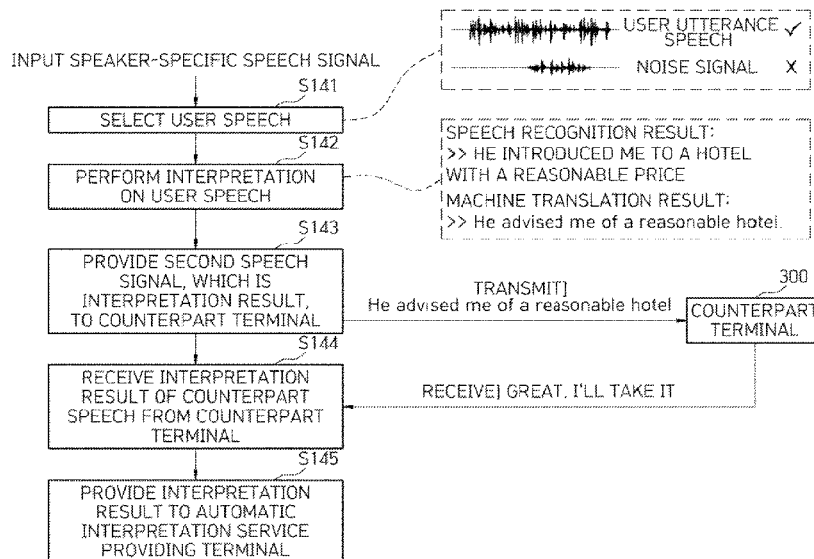 INPUT SPEAKER-SPECIFIC SPEECH SIGNAL
USER UTTERANCE
SPEECH
NOISE SIGNAL
X
S141
SELECT USER SPEECH
S142
PERFORM INTERPRETATION
ON USER SPEECH
SPEECH RECOGNITION RESULT:
>> HE INTRODUCED ME TO A HOTEL
WITH A REASONABLE PRICE
MACHINE TRANSLATION RESULT:
>> He advised me of a reasonable hotel.
S143
PROVIDE SECOND SPEECH
SIGNAL, WHICH IS
INTERPRETATION RESULT,
TO COUNTERPART TERMINAL
TRANSMIT]
He advised me of a reasonable hotel
300
COUNTERPART
TERMINAL
S144
RECEIVE INTERPRETATION
RESULT OF COUNTERPART
SPEECH FROM COUNTERPART
TERMINAL
RECEIVE] GREAT, I'LL TAKE IT
S145
PROVIDE INTERPRETATION
RESULT TO AUTOMATIC
INTERPRETATION SERVICE
PROVIDING TERMINAL